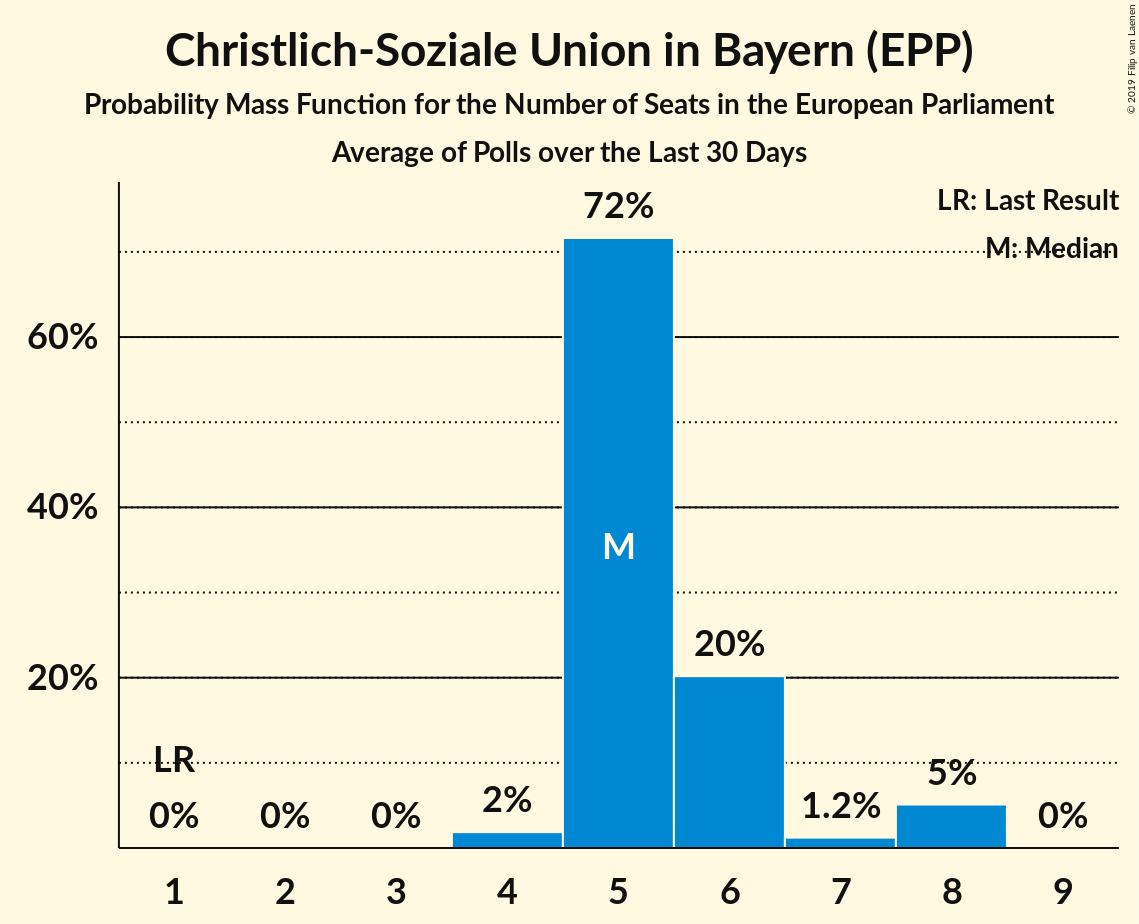 Christlich-Soziale Union in Bayern (EPP)
Probability Mass Function for the Number of Seats in the European Parliament
Average of Polls over the Last 30 Days
© 2019 Filip van Laenen
LR: Last Result
M: Median
72%
60%
40%
M
20%
20%
LR
0%
0%
0%
2%
1.2%
5%
0%
1 2 3 4 5 6 7 8 9